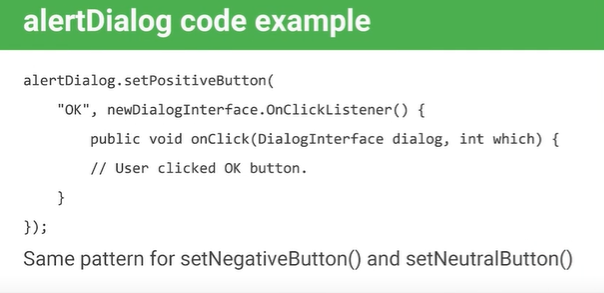 alertDialog code example
alertDialog.setPositiveButton(
"OK", newDialogInterface.OnClickListener() {
public void onClick(DialogInterface dialog, int which) {
// User clicked OK button.
}
});
Same pattern for setNegativeButton() and setNeutralButton()